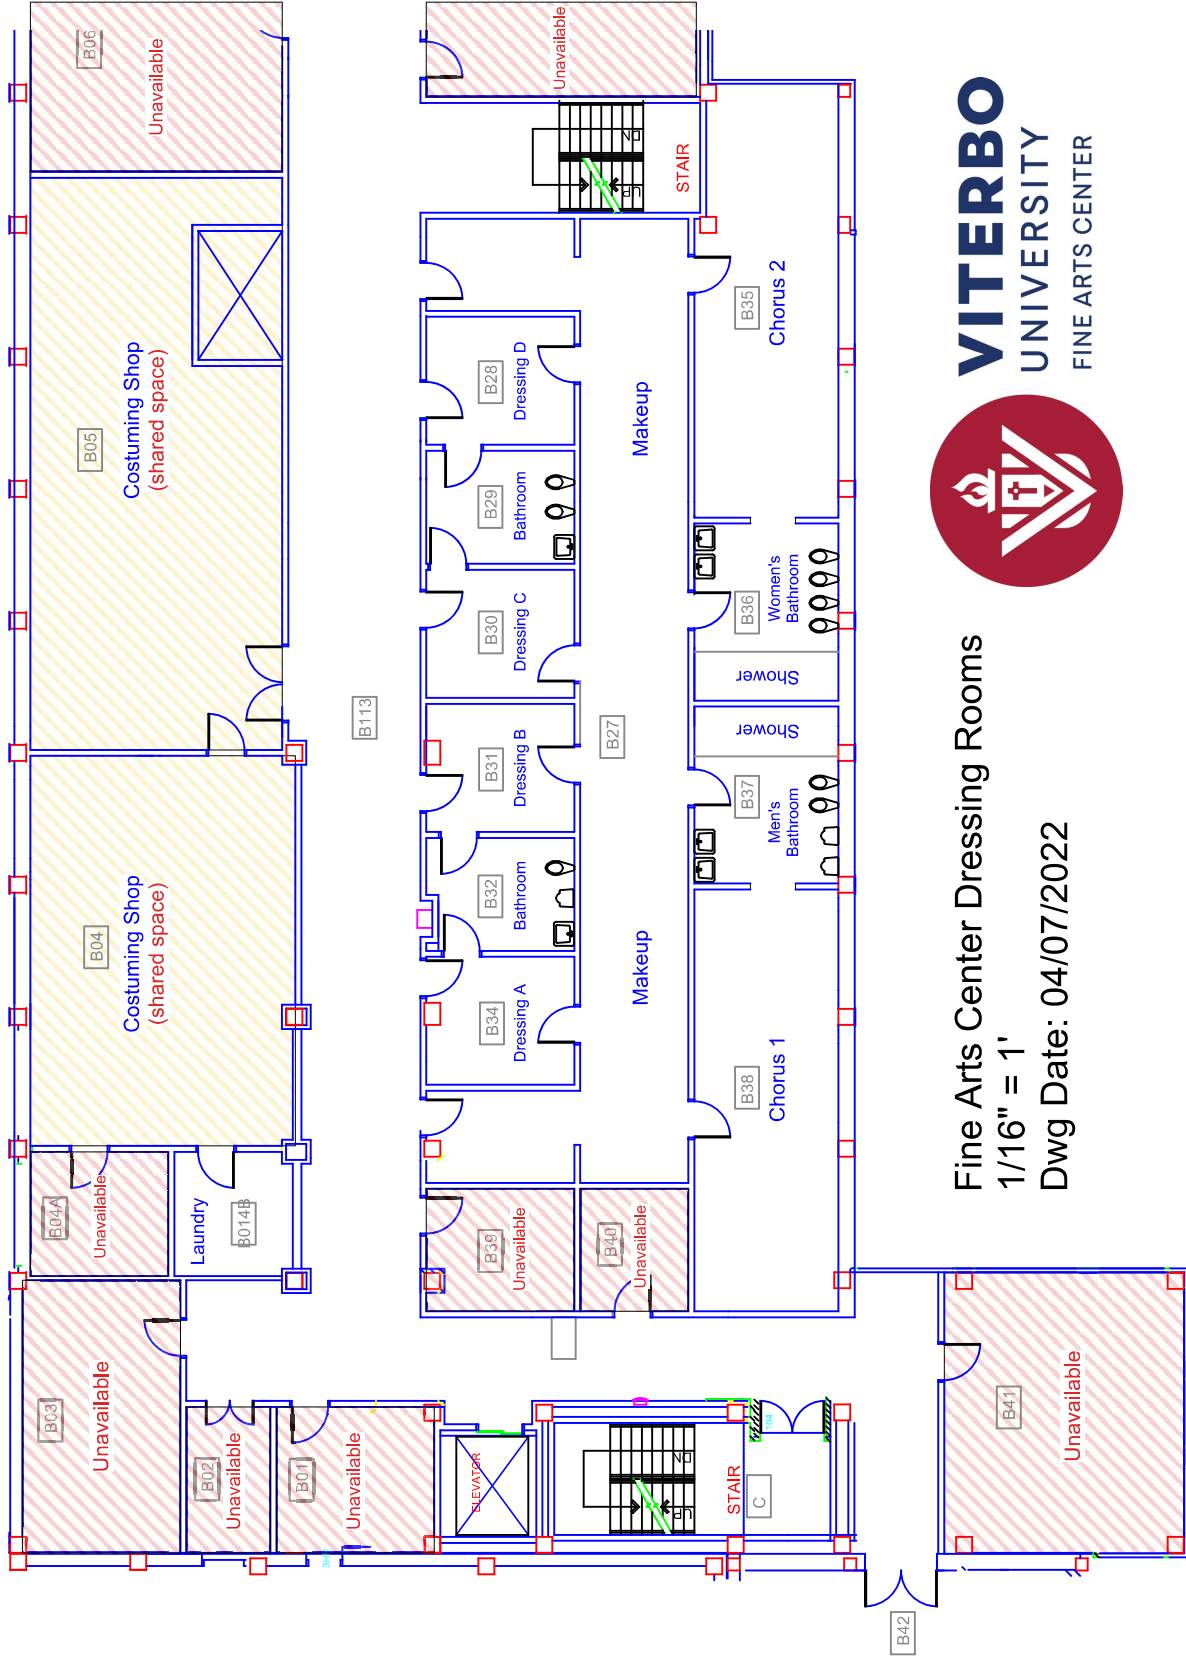 B06
Unavailable
Unavailable
B05
Costuming Shop
(shared space)
DN
UP
STAIR
B28
Dressing D
B29
Bathroom
B30
Dressing C
B31
Dressing B
B32
Bathroom
B34
Dressing A
B113
B27
Makeup
Makeup
B35
Chorus 2
B36
Women's
Bathroom
Shower
Shower
B37
Men's
Bathroom
B38
Chorus 1
B04
Costuming Shop
(shared space)
B04A
Unavailable
Laundry
B014B
B39
Unavailable
B40
Unavailable
B03
Unavailable
B02
Unavailable
B01
Unavailable
ELEVATOR
DN
UP
STAIR
C
104
B41
Unavailable
B42
Fine Arts Center Dressing Rooms
1/16" = 1'
Dwg Date: 04/07/2022
VITERBO
UNIVERSITY
FINE ARTS CENTER